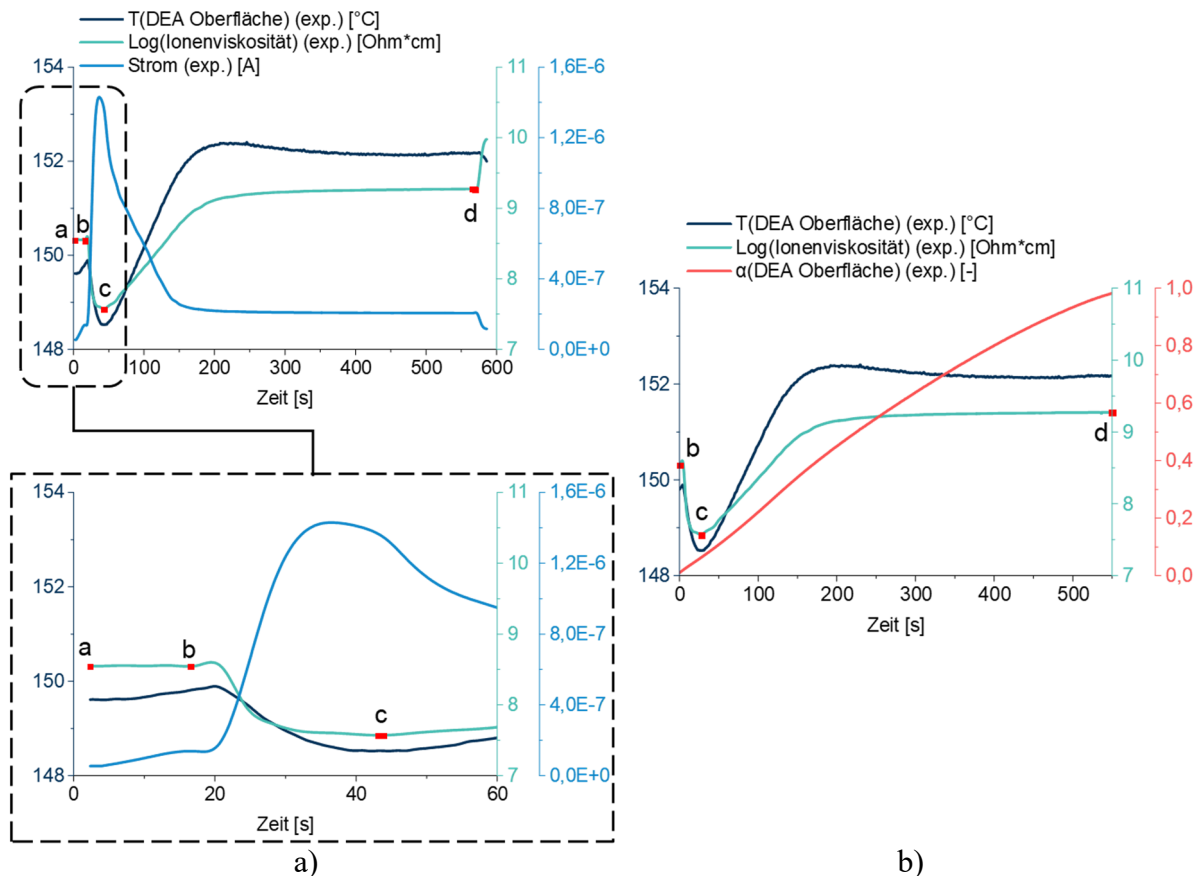 T(DEA Oberfläche) (exp.) [°C]
Log(Ionenviskosität) (exp.) [Ohm*cm]
Strom (exp.) [A]
154
152
150
148
11
10
9
8
7
1,6E-6
1,2E-6
8,0E-7
4,0E-7
0,0E+0
a
b
c
d
0
100
200
300
400
500
600
Zeit [s]
154
152
150
148
11
10
9
8
7
1,6E-6
1,2E-6
8,0E-7
4,0E-7
0,0E+0
a
b
c
0
20
40
60
Zeit [s]
a)
T(DEA Oberfläche) (exp.) [°C]
Log(Ionenviskosität) (exp.) [Ohm*cm]
α(DEA Oberfläche) (exp.) [-]
154
152
150
148
11
10
9
8
7
1,0
0,8
0,6
0,4
0,2
0,0
b
c
d
0
100
200
300
400
500
Zeit [s]
b)